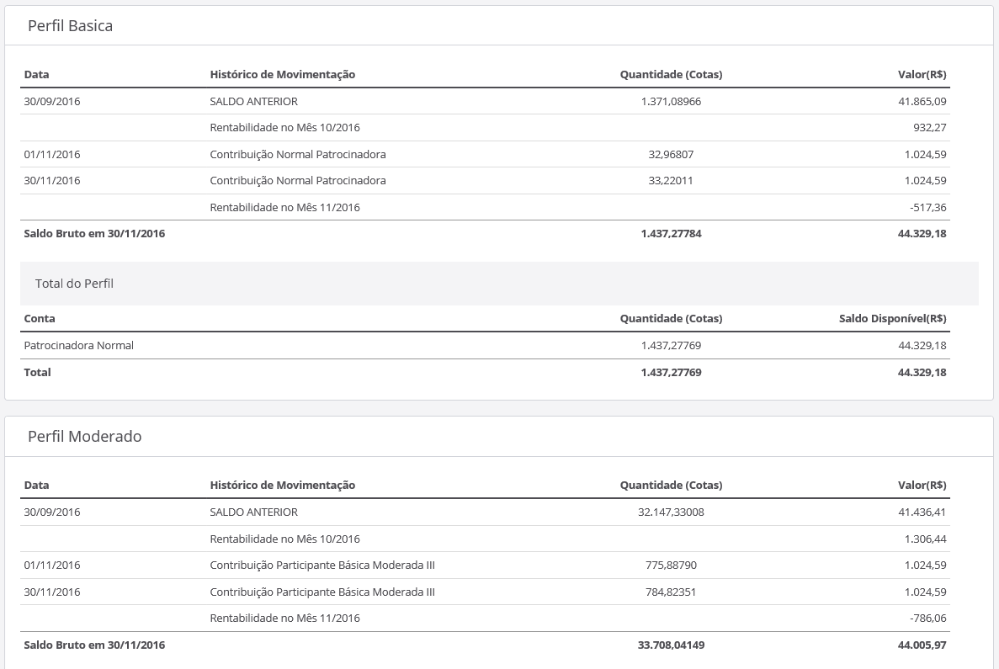 Perfil Basica
Data Histórico de Movimentação Quantidade (Cotas) Valor(R$)
30/09/2016 SALDO ANTERIOR 1.371,08966 41.865,09
Rentabilidade no Mês 10/2016 932,27
01/11/2016 Contribuição Normal Patrocinadora 32,96807 1.024,59
30/11/2016 Contribuição Normal Patrocinadora 33,22011 1.024,59
Rentabilidade no Mês 11/2016 -517,36
Saldo Bruto em 30/11/2016 1.437,27784 44.329,18
Total do Perfil
Conta Quantidade (Cotas) Saldo Disponível(R$)
Patrocinadora Normal 1.437,27769 44.329,18
Total 1.437,27769 44.329,18
Perfil Moderado
Data Histórico de Movimentação Quantidade (Cotas) Valor(R$)
30/09/2016 SALDO ANTERIOR 32.147,33008 41.436,41
Rentabilidade no Mês 10/2016 1.306,44
01/11/2016 Contribuição Participante Básica Moderada III 775,88790 1.024,59
30/11/2016 Contribuição Participante Básica Moderada III 784,82351 1.024,59
Rentabilidade no Mês 11/2016 -786,06
Saldo Bruto em 30/11/2016 33.708,04149 44.005,97